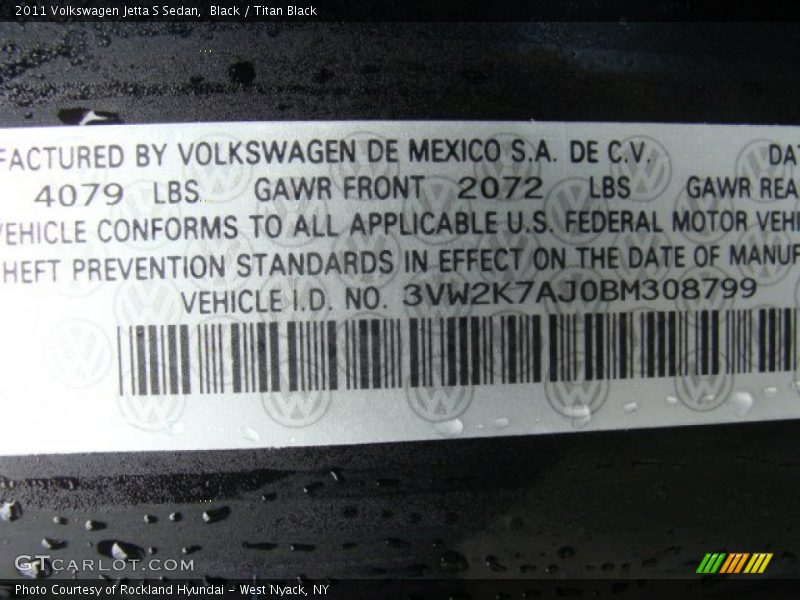 2011 Volkswagen Jetta S Sedan, Black / Titan Black
FACTURED BY VOLKSWAGEN DE MEXICO S.A. DE C.V. DAT
4079 LBS. GAWR FRONT 2072 LBS GAWR REA
VEHICLE CONFORMS TO ALL APPLICABLE U.S. FEDERAL MOTOR VEHI
HEFT PREVENTION STANDARDS IN EFFECT ON THE DATE OF MANUF
VEHICLE I.D. NO. 3VW2K7AJ0BM308799
GTCARLOT.COM
Photo Courtesy of Rockland Hyundai - West Nyack, NY